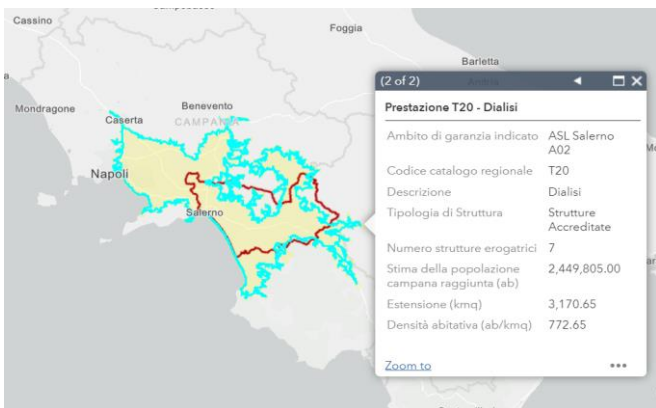 Cassino
Foggia
Barletta
Mondragone
Benevento
Caserta
CAMPANIA
Napoli
Salerno
(2 of 2)
Prestazione T20 - Dialisi
Ambito di garanzia indicato ASL Salerno
A02
Codice catalogo regionale T20
Descrizione Dialisi
Tipologia di Struttura Strutture
Accreditate
Numero strutture erogatrici 7
Stima della popolazione 2,449,805.00
campana raggiunta (ab)
Estensione (kmq) 3,170.65
Densità abitativa (ab/kmq) 772.65
Zoom to